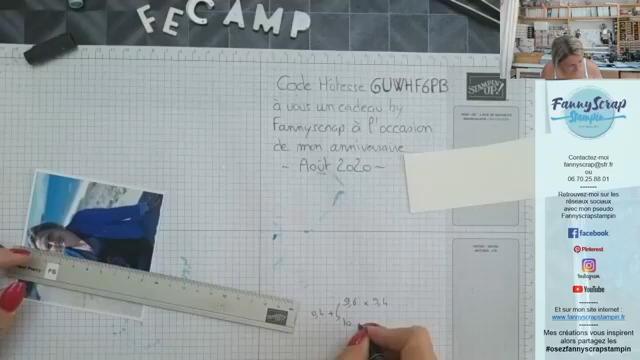 FECAMP
Code Hôtesse GUWHF6PB
à vous un cadeau by
Fannyscrap à l'occasion
de mon anniversaire
~ Août 2020 ~
STAMPIN' UP!
FannyScrap
Stampin
Contactez-moi
fannyscrap@sfr.fr
ou
06.70.25.88.01
-------
Retrouvez-moi sur les
réseaux sociaux
avec mon pseudo
Fannyscrapstampin
-------
facebook
Pinterest
Instagram
YouTube
-------
Et sur mon site internet :
www.fannyscrapstampin.fr
-------
Mes créations vous inspirent
alors partagez les
#osezfannyscrapstampin
9,6 x 9,4